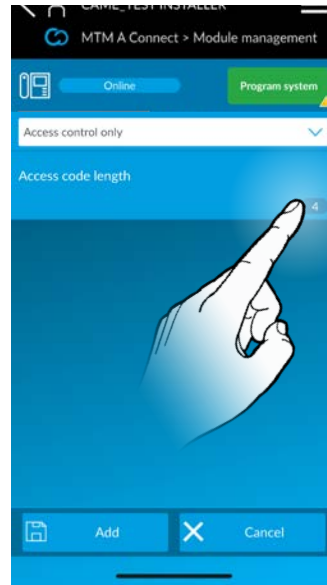 CAME_TEST INSTALLER
MTM A Connect > Module management
Online
Program system
Access control only
Access code length
4
Add
Cancel